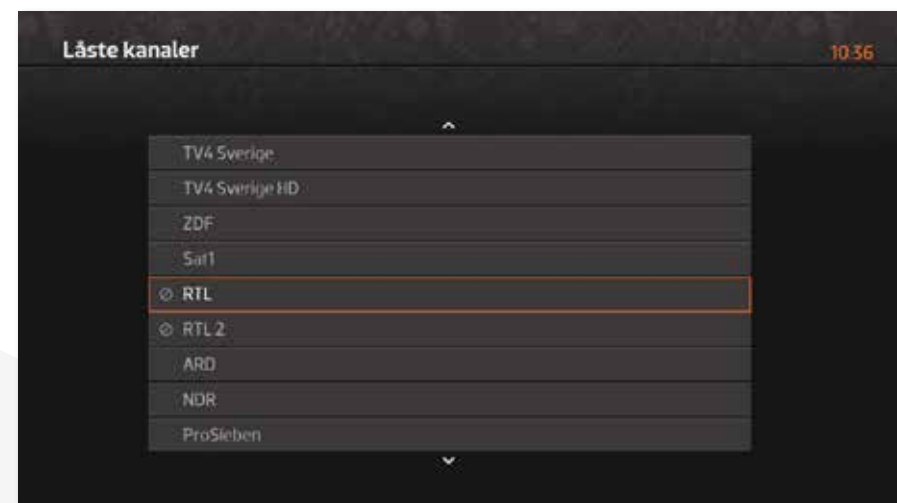 Låste kanaler
10:36
TV4 Sverige
TV4 Sverige HD
ZDF
Sat1
RTL
RTL 2
ARD
NDR
ProSieben